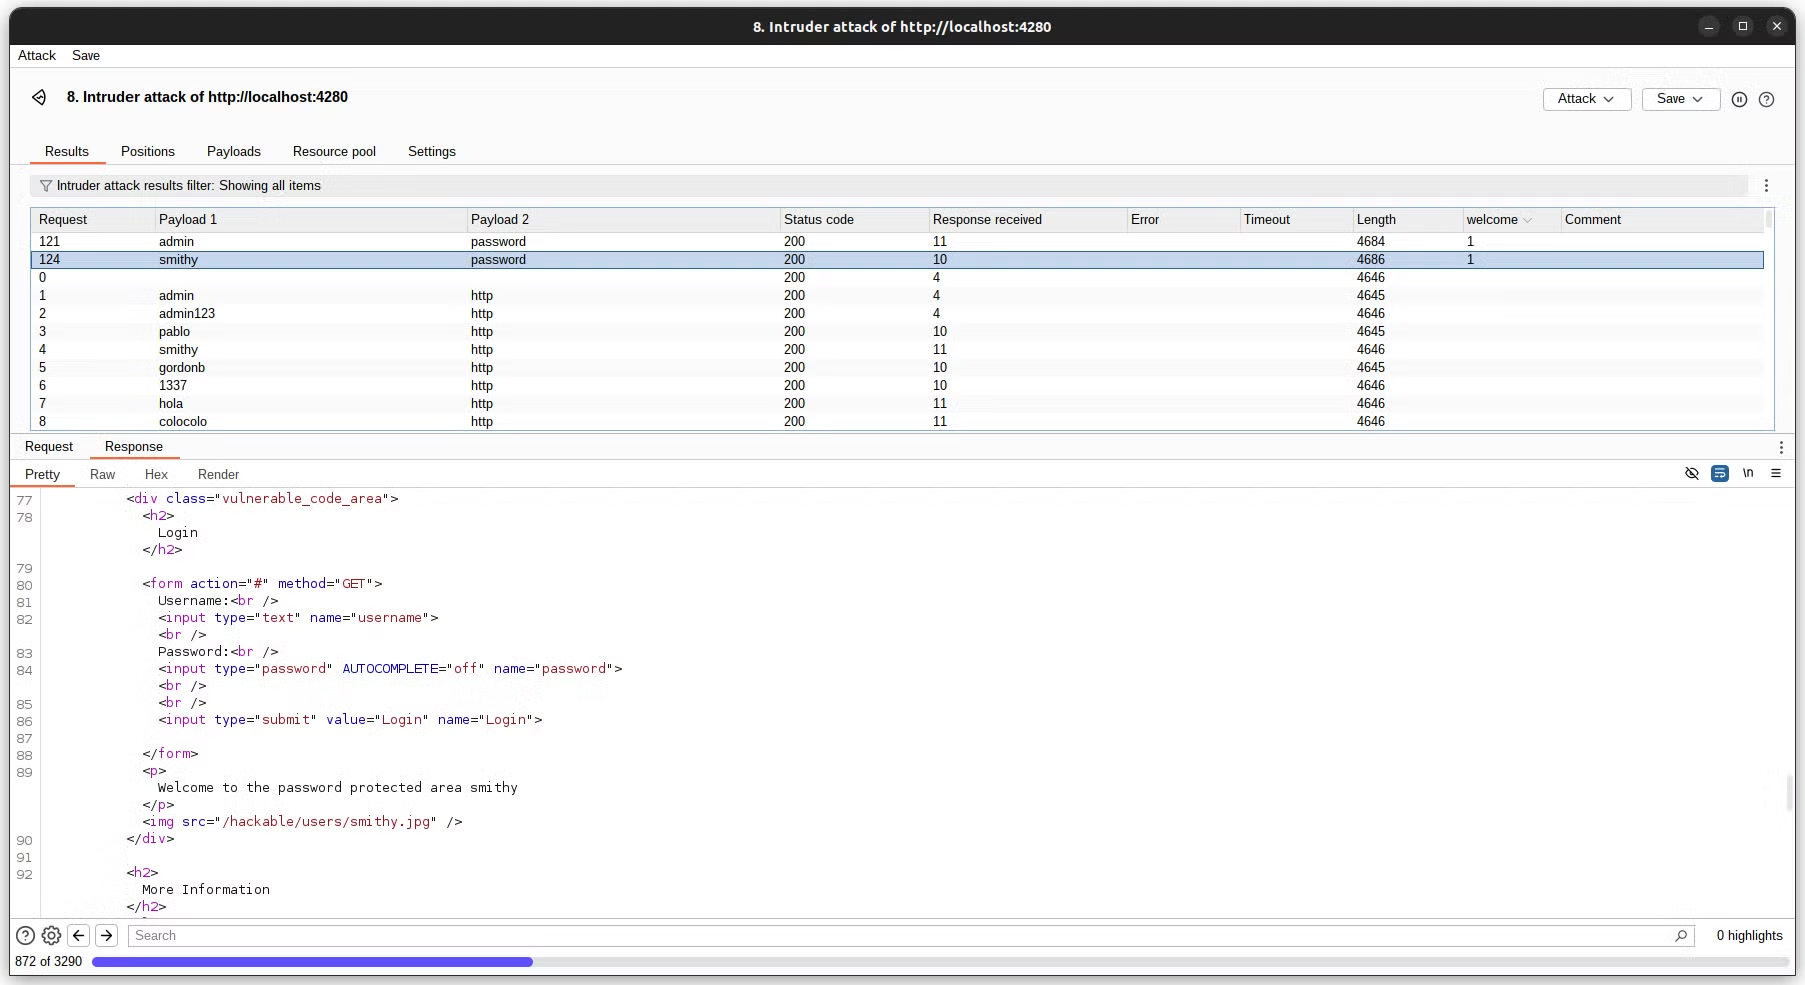 8. Intruder attack of http://localhost:4280
Attack Save
8. Intruder attack of http://localhost:4280
Attack Save
Results Positions Payloads Resource pool Settings
Intruder attack results filter: Showing all items
Request Payload 1 Payload 2 Status code Response received Error Timeout Length welcome Comment
121 admin password 200 11 4684 1
124 smithy password 200 10 4686 1
0 200 4 4646
1 admin http 200 4 4645
2 admin123 http 200 4 4646
3 pablo http 200 10 4645
4 smithy http 200 11 4646
5 gordonb http 200 10 4645
6 1337 http 200 10 4646
7 hola http 200 11 4646
8 colocolo http 200 11 4646
Request Response
Pretty Raw Hex Render \n
77 <div class="vulnerable_code_area">
78 <h2>
Login
</h2>
79
80 <form action="#" method="GET">
81 Username:<br />
82 <input type="text" name="username">
<br />
83 Password:<br />
84 <input type="password" AUTOCOMPLETE="off" name="password">
<br />
85 <br />
86 <input type="submit" value="Login" name="Login">
87
88 </form>
89 <p>
Welcome to the password protected area smithy
</p>
<img src="/hackable/users/smithy.jpg" />
90 </div>
91
92 <h2>
More Information
</h2>
Search 0 highlights
872 of 3290